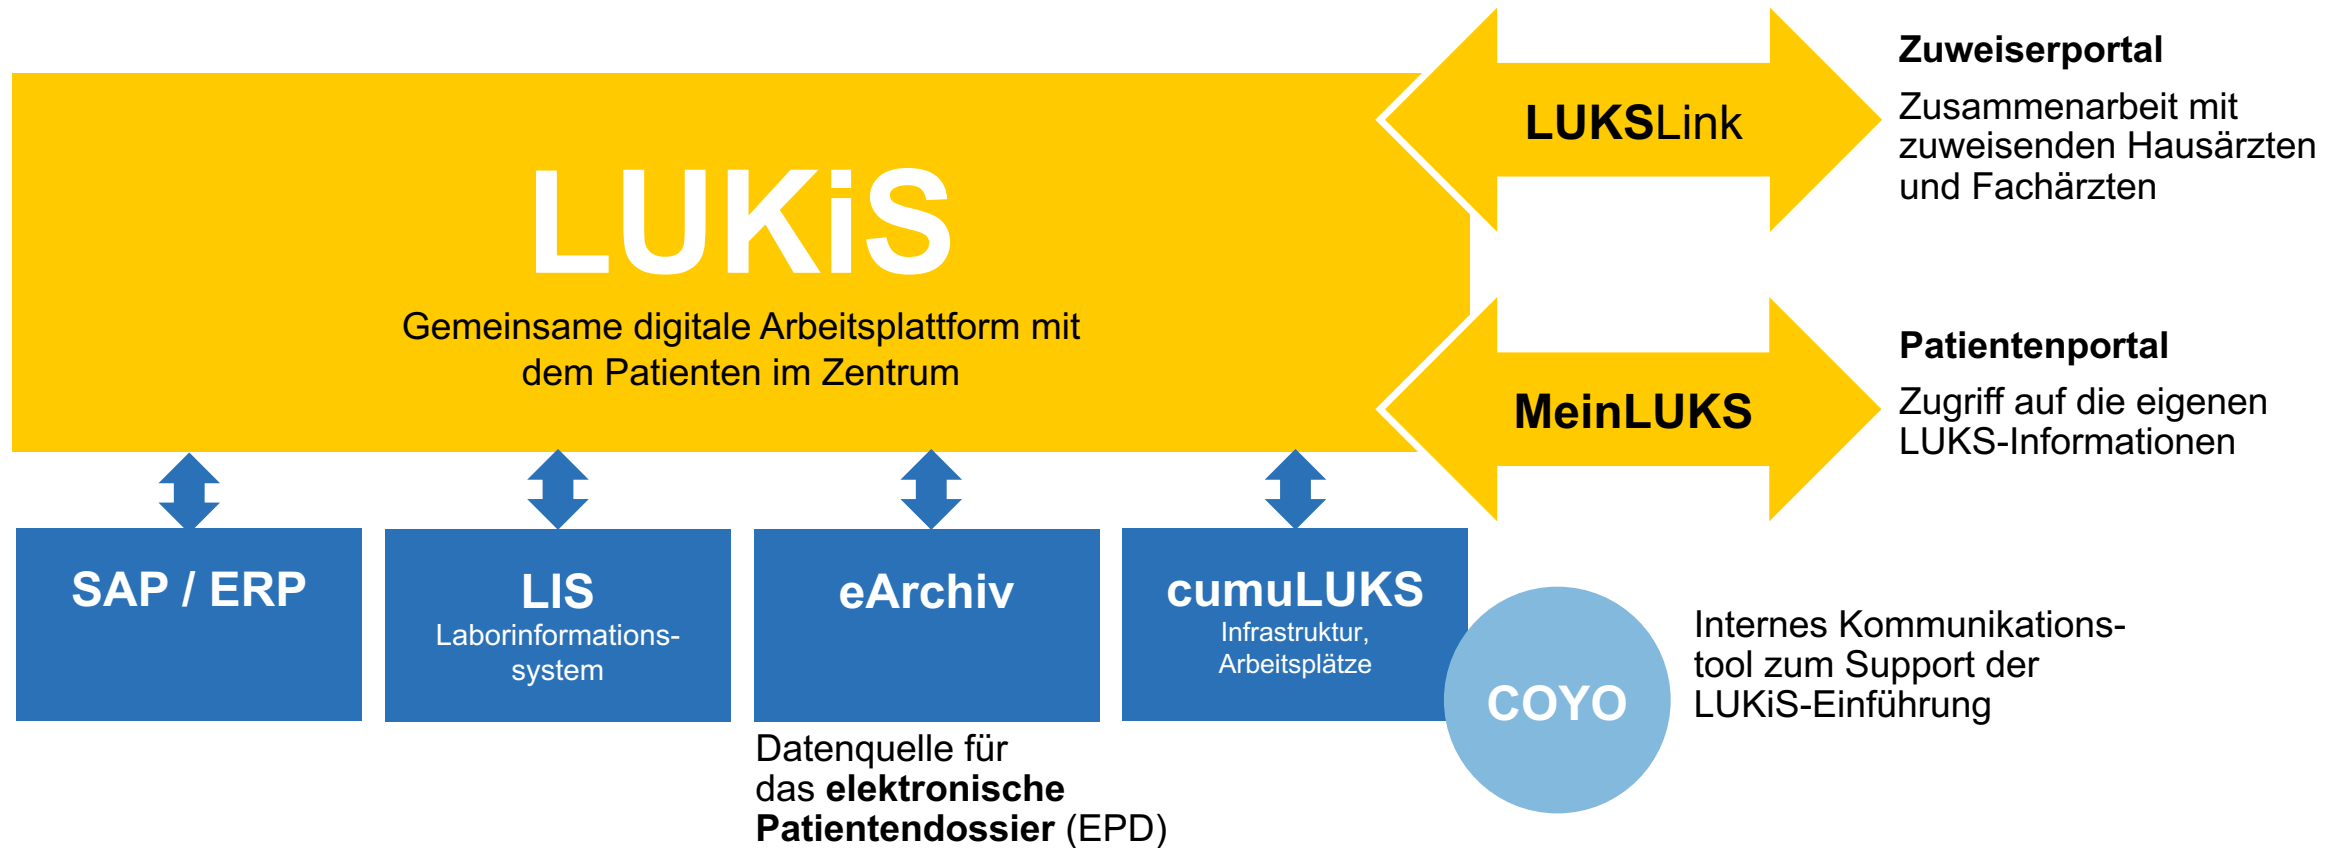 LUKiS
Gemeinsame digitale Arbeitsplattform mit
dem Patienten im Zentrum
LUKSLink
Zuweiserportal
Zusammenarbeit mit
zuweisenden Hausärzten
und Fachärzten
MeinLUKS
Patientenportal
Zugriff auf die eigenen
LUKS-Informationen
SAP / ERP
LIS
Laborinformations-
system
eArchiv
Datenquelle für
das elektronische
Patientendossier (EPD)
cumuLUKS
Infrastruktur,
Arbeitsplätze
COYO
Internes Kommunikations-
tool zum Support der
LUKiS-Einführung